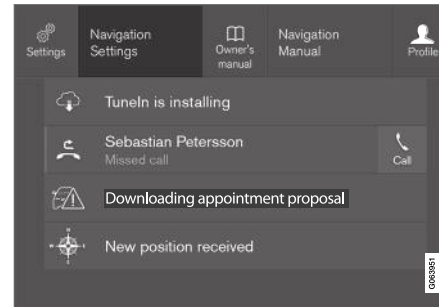 Settings
Navigation
Settings
Owner's
manual
Navigation
Manual
Profile
TuneIn is installing
Sebastian Petersson
Missed call
Call
Downloading appointment proposal
New position received
G063951